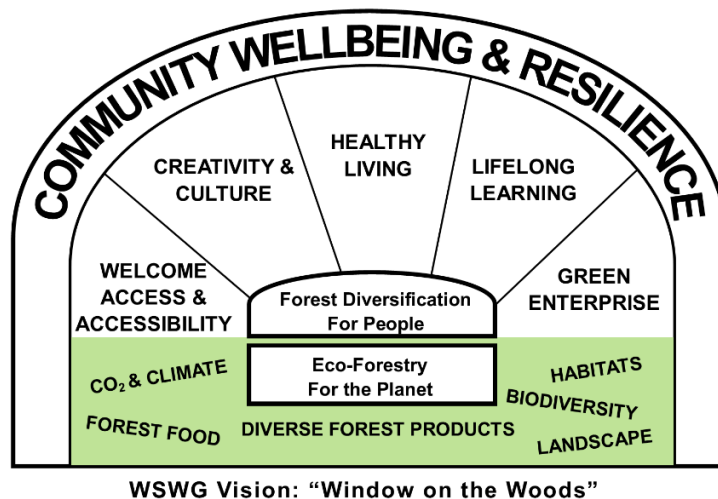 COMMUNITY WELLBEING & RESILIENCE
WELCOME
ACCESS &
ACCESSIBILITY
CREATIVITY &
CULTURE
HEALTHY
LIVING
LIFELONG
LEARNING
GREEN
ENTERPRISE
Forest Diversification
For People
Eco-Forestry
For the Planet
CO₂ & CLIMATE
FOREST FOOD
DIVERSE FOREST PRODUCTS
HABITATS
BIODIVERSITY
LANDSCAPE
WSWG Vision: “Window on the Woods”